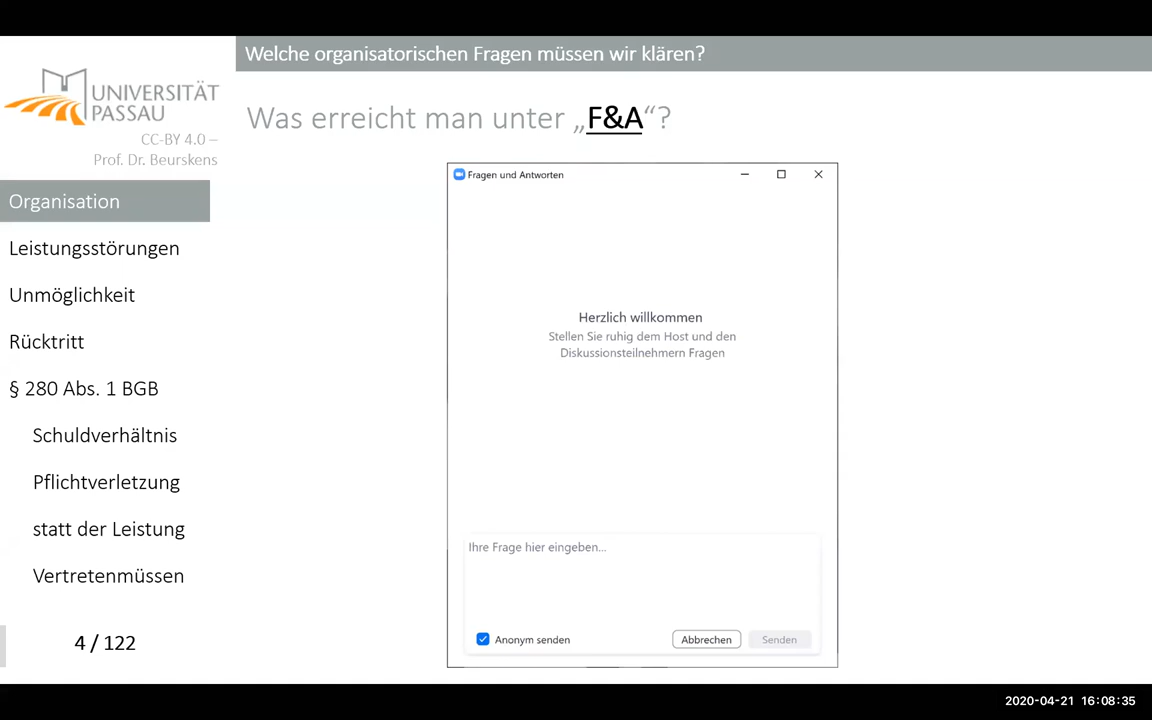 Welche organisatorischen Fragen müssen wir klären?
UNIVERSITÄT
PASSAU
CC-BY 4.0 –
Prof. Dr. Beurskens
Was erreicht man unter „F&A“?
Organisation
Leistungsstörungen
Unmöglichkeit
Rücktritt
§ 280 Abs. 1 BGB
Schuldverhältnis
Pflichtverletzung
statt der Leistung
Vertretenmüssen
4 / 122
Fragen und Antworten
Herzlich willkommen
Stellen Sie ruhig dem Host und den
Diskussionsteilnehmern Fragen
Ihre Frage hier eingeben...
Anonym senden
Abbrechen
Senden
2020-04-21 16:08:35